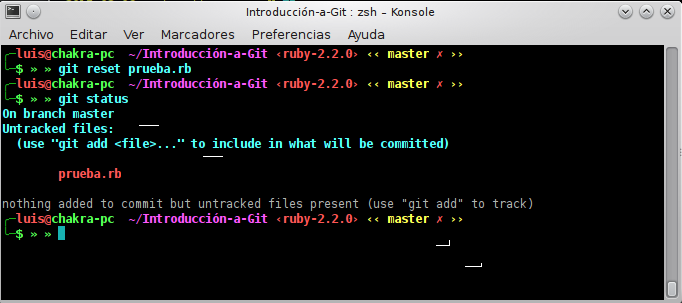 Introducción-a-Git : zsh – Konsole
Archivo Editar Ver Marcadores Preferencias Ayuda
╭─luis@chakra-pc ~/Introducción-a-Git ‹ruby-2.2.0› ‹‹ master ✗ ››
╰─$ » » git reset prueba.rb
╭─luis@chakra-pc ~/Introducción-a-Git ‹ruby-2.2.0› ‹‹ master ✗ ››
╰─$ » » git status
On branch master
Untracked files:
(use "git add <file>..." to include in what will be committed)
prueba.rb
nothing added to commit but untracked files present (use "git add" to track)
╭─luis@chakra-pc ~/Introducción-a-Git ‹ruby-2.2.0› ‹‹ master ✗ ››
╰─$ » »